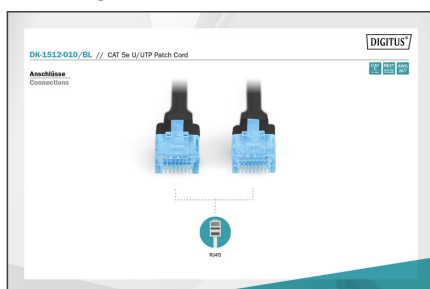 DIGITUS®
DK-1512-010/BL // CAT 5e U/UTP Patch Cord
Anschlüsse
Connections
RJ45